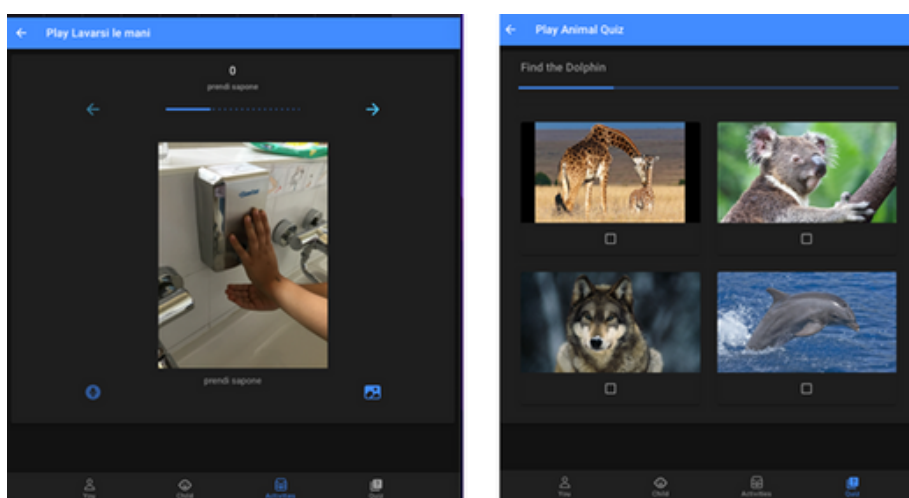 Play Lavarsi le mani
0
prendi sapone
prendi sapone
You
Child
Activities
Quiz
Play Animal Quiz
Find the Dolphin
You
Child
Activities
Quiz